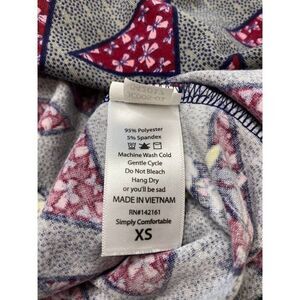 95% Polyester
5% Spandex
Machine Wash Cold
Gentle Cycle
Do Not Bleach
Hang Dry
or you'll be sad
MADE IN VIETNAM
RN#142161
Simply Comfortable
XS